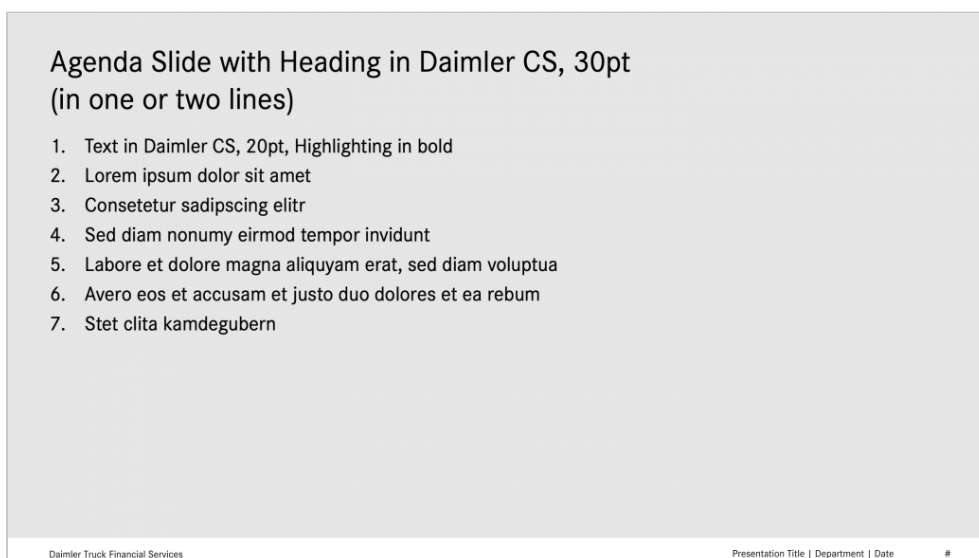 Agenda Slide with Heading in Daimler CS, 30pt
(in one or two lines)
1. Text in Daimler CS, 20pt, Highlighting in bold
2. Lorem ipsum dolor sit amet
3. Consetetur sadipscing elitr
4. Sed diam nonumy eirmod tempor invidunt
5. Labore et dolore magna aliquyam erat, sed diam voluptua
6. Avero eos et accusam et justo duo dolores et ea rebum
7. Stet clita kamdegubern
Daimler Truck Financial Services
Presentation Title | Department | Date #